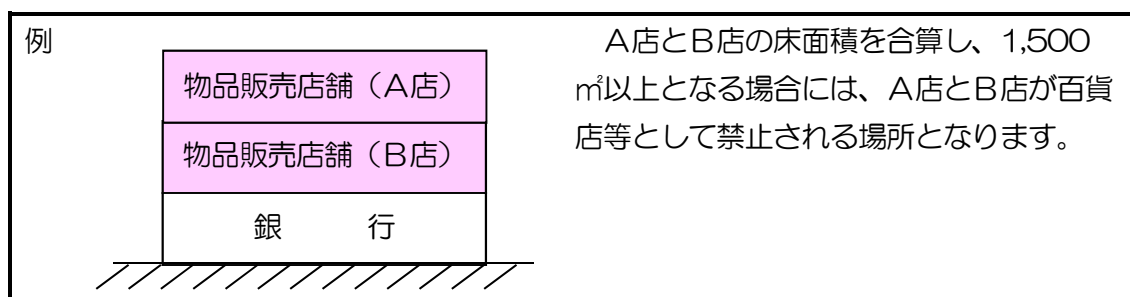 例
物品販売店舗（A店）
物品販売店舗（B店）
銀　　行
A店とB店の床面積を合算し、1,500
㎡以上となる場合には、A店とB店が百貨
店等として禁止される場所となります。